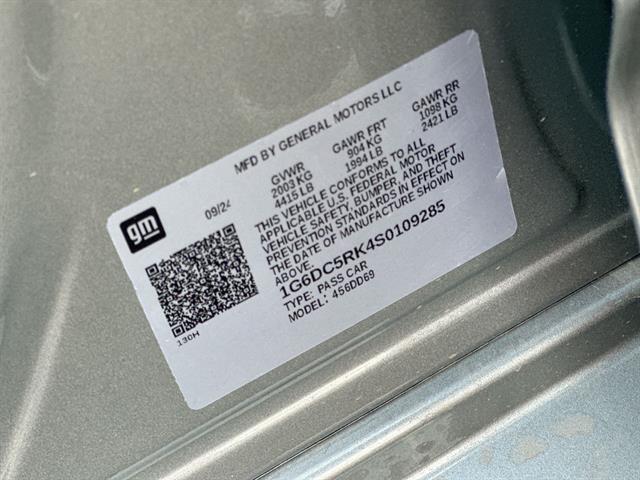 gm
09/24
MFD BY GENERAL MOTORS LLC
GVWR GAWR FRT GAWR RR
2003 KG 904 KG 1098 KG
4415 LB 1994 LB 2421 LB
THIS VEHICLE CONFORMS TO ALL
APPLICABLE U.S. FEDERAL MOTOR
VEHICLE SAFETY, BUMPER, AND THEFT
PREVENTION STANDARDS IN EFFECT ON
THE DATE OF MANUFACTURE SHOWN
ABOVE.
1G6DC5RK4S0109285
TYPE: PASS CAR
MODEL: 456DD69
130H